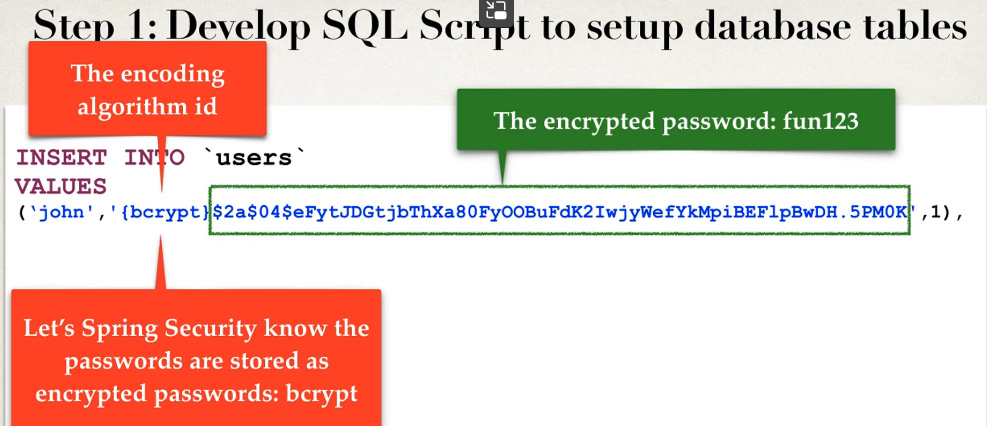 Step 1: Develop SQL Script to setup database tables
The encoding
algorithm id
The encrypted password: fun123
INSERT INTO `users`
VALUES
(`john','{bcrypt}$2a$04$eFytJDGtjbThXa80FyOOBuFdK2IwjyWefYkMpiBEFlpBwDH.5PM0K',1),
Let's Spring Security know the
passwords are stored as
encrypted passwords: bcrypt